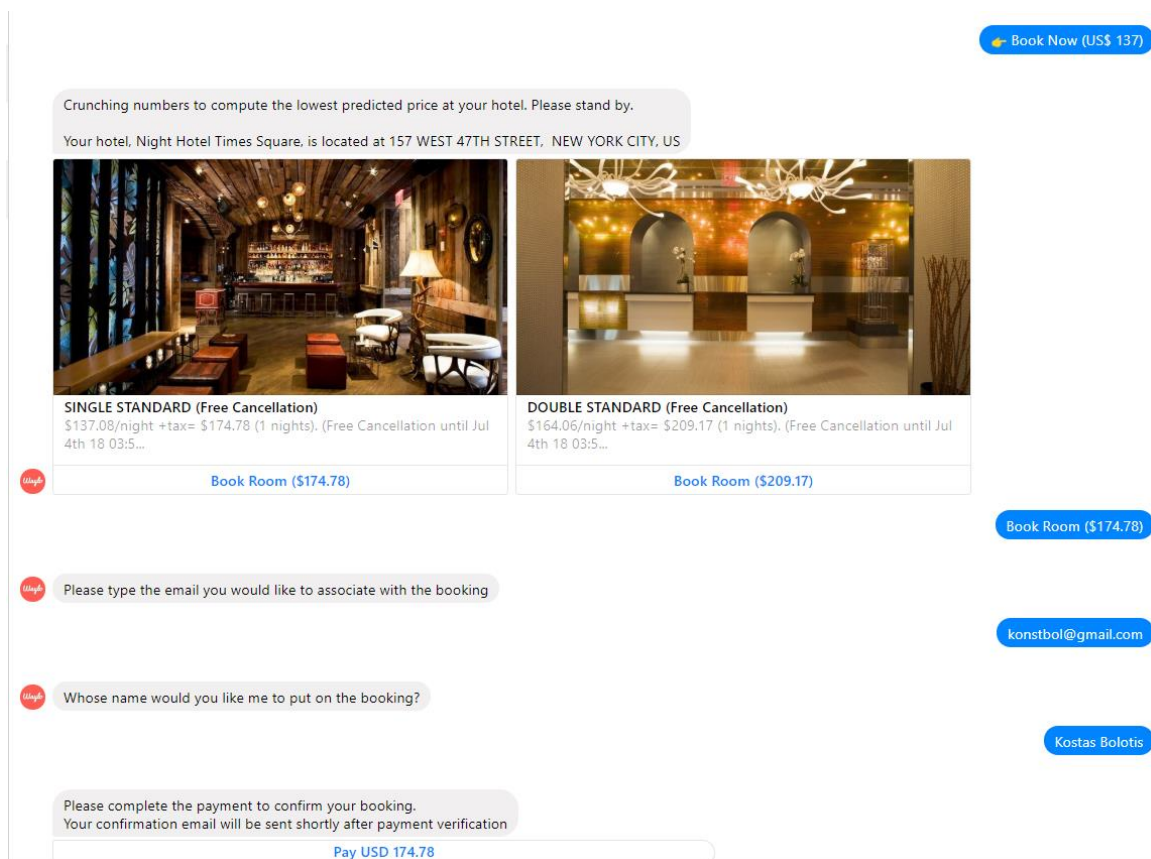 👉 Book Now (US$ 137)
Crunching numbers to compute the lowest predicted price at your hotel. Please stand by.
Your hotel, Night Hotel Times Square, is located at 157 WEST 47TH STREET, NEW YORK CITY, US
SINGLE STANDARD (Free Cancellation)
$137.08/night +tax= $174.78 (1 nights). (Free Cancellation until Jul
4th 18 03:5...
Book Room ($174.78)
DOUBLE STANDARD (Free Cancellation)
$164.06/night +tax= $209.17 (1 nights). (Free Cancellation until Jul
4th 18 03:5...
Book Room ($209.17)
Book Room ($174.78)
Please type the email you would like to associate with the booking
konstbol@gmail.com
Whose name would you like me to put on the booking?
Kostas Bolotis
Please complete the payment to confirm your booking.
Your confirmation email will be sent shortly after payment verification
Pay USD 174.78